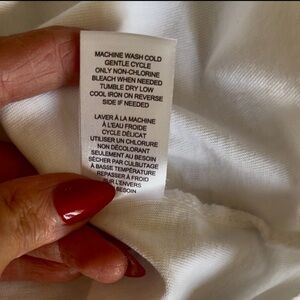 MACHINE WASH COLD
GENTLE CYCLE
ONLY NON-CHLORINE
BLEACH WHEN NEEDED
TUMBLE DRY LOW
COOL IRON ON REVERSE
SIDE IF NEEDED
LAVER À LA MACHINE
À L'EAU FROIDE
CYCLE DÉLICAT
UTILISER UN CHLORURE
NON DÉCOLORANT
SEULEMENT AU BESOIN
SÉCHER PAR CULBUTAGE
À BASSE TEMPÉRATURE
REPASSER À FROID
SUR L'ENVERS
BESOIN